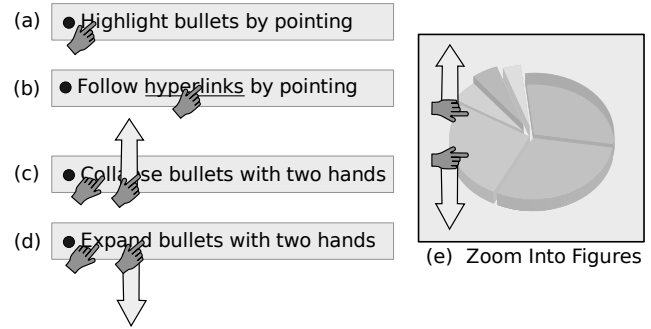 (a) Highlight bullets by pointing
(b) Follow hyperlinks by pointing
(c) Collapse bullets with two hands
(d) Expand bullets with two hands
(e) Zoom Into Figures